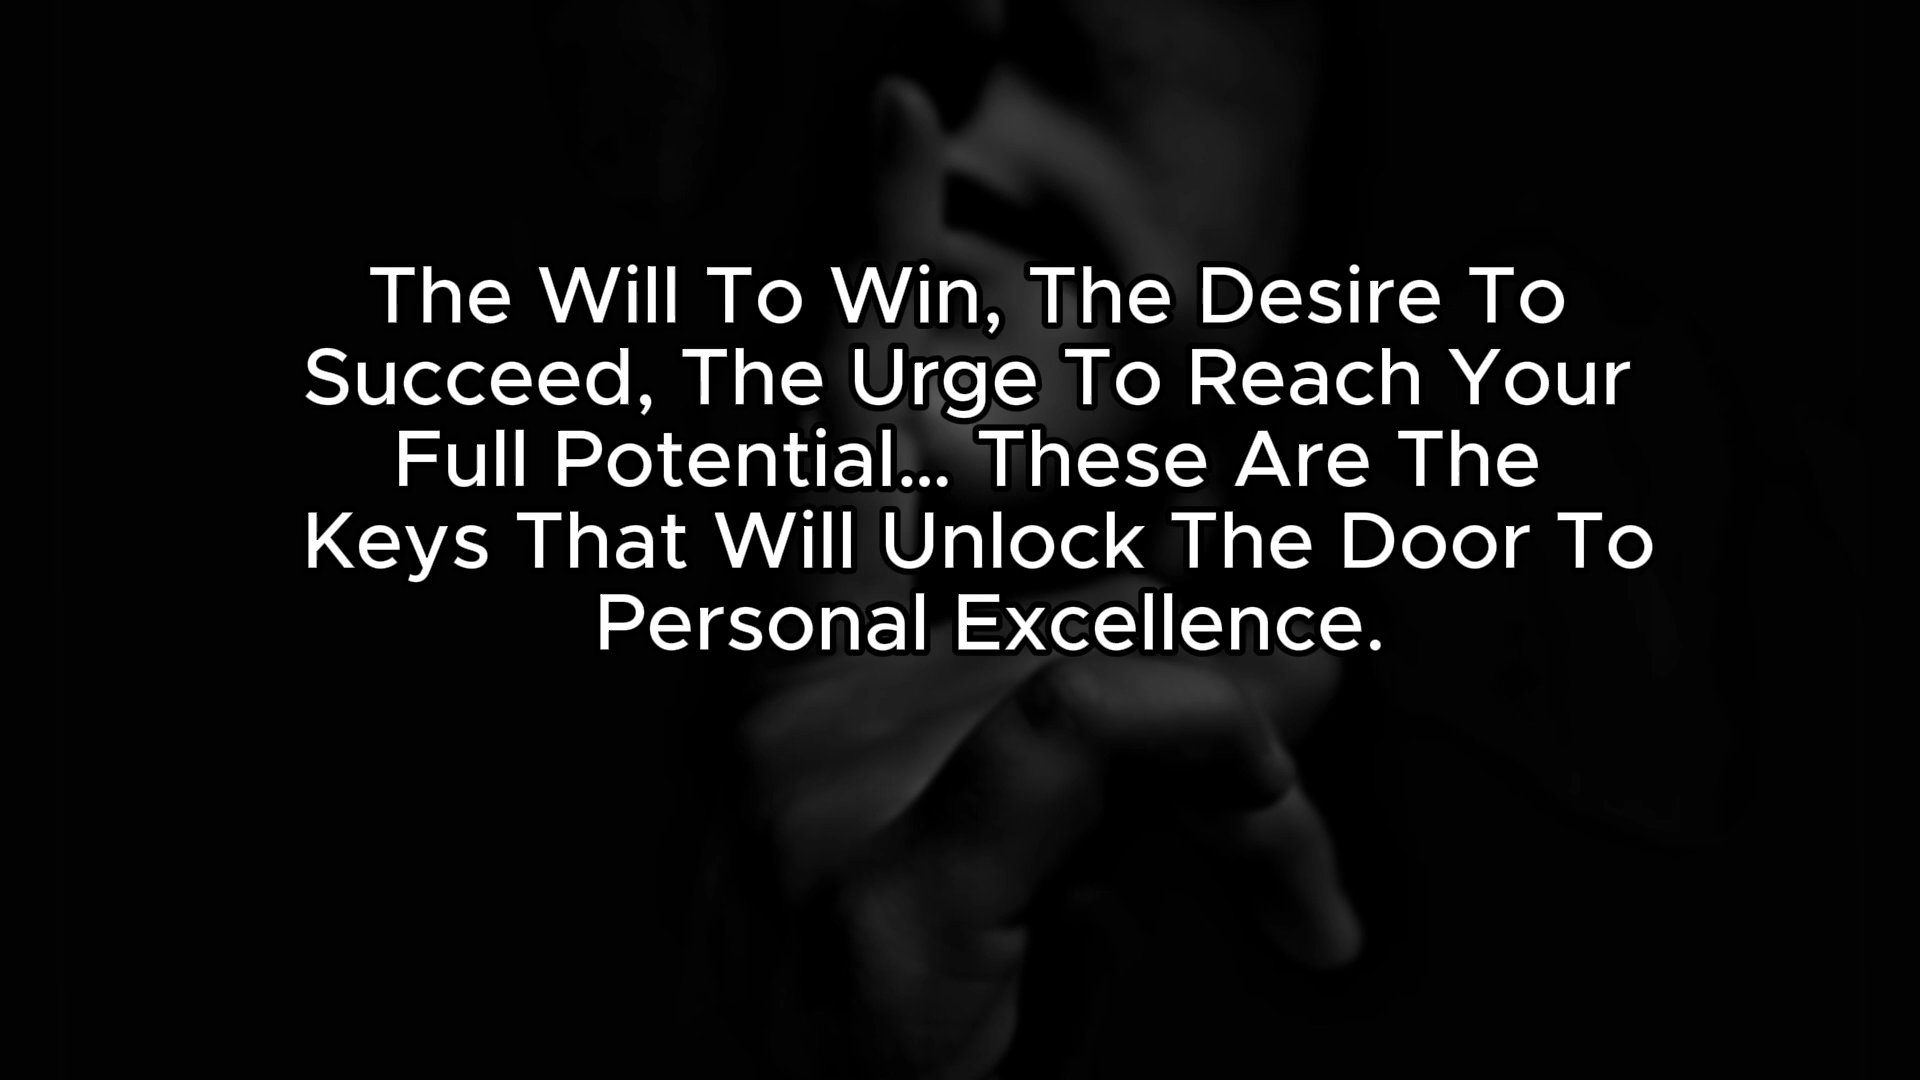 The Will To Win, The Desire To
Succeed, The Urge To Reach Your
Full Potential... These Are The
Keys That Will Unlock The Door To
Personal Excellence.